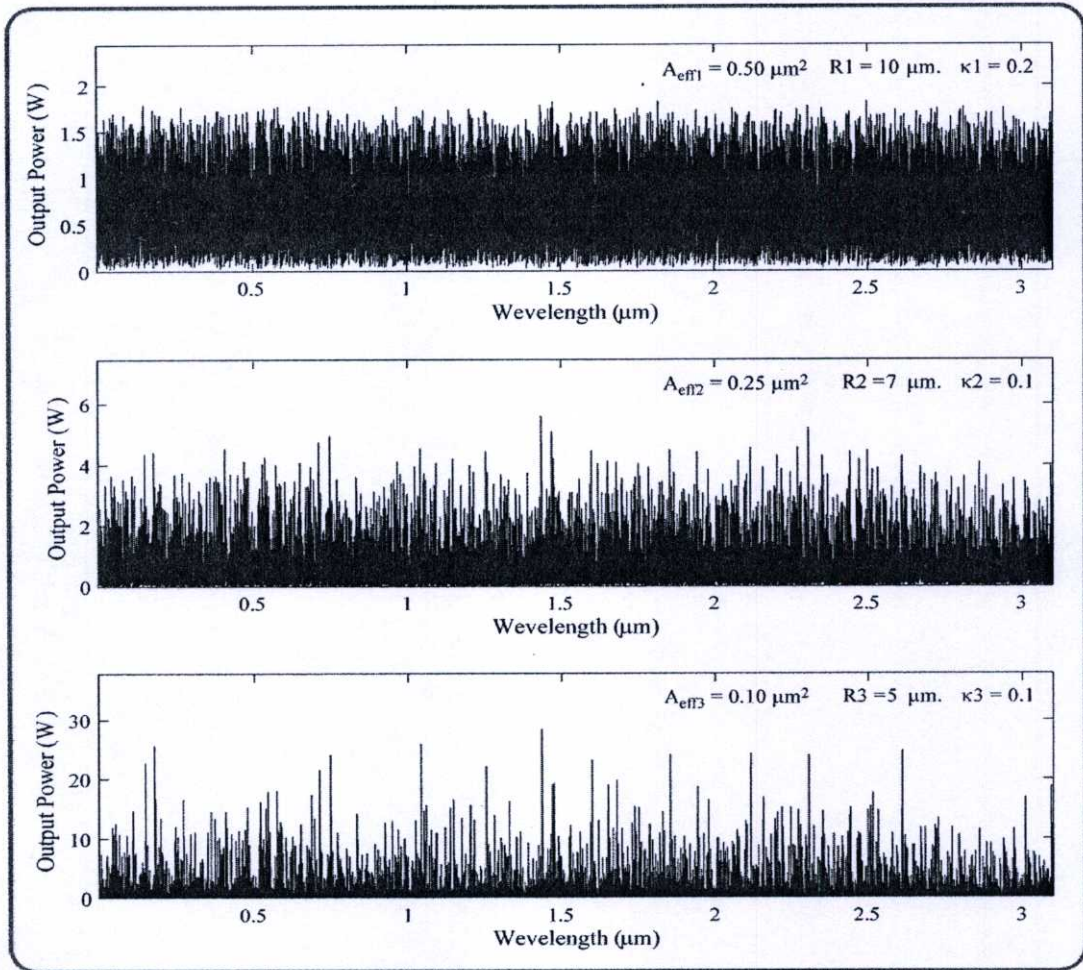 A_eff1 = 0.50 μm² R1 = 10 μm. κ1 = 0.2
Output Power (W)
2
1.5
1
0.5
0
0.5 1 1.5 2 2.5 3
Wevelength (μm)
A_eff2 = 0.25 μm² R2 =7 μm. κ2 = 0.1
Output Power (W)
6
4
2
0
0.5 1 1.5 2 2.5 3
Wevelength (μm)
A_eff3 = 0.10 μm² R3 =5 μm. κ3 = 0.1
Output Power (W)
30
20
10
0
0.5 1 1.5 2 2.5 3
Wevelength (μm)